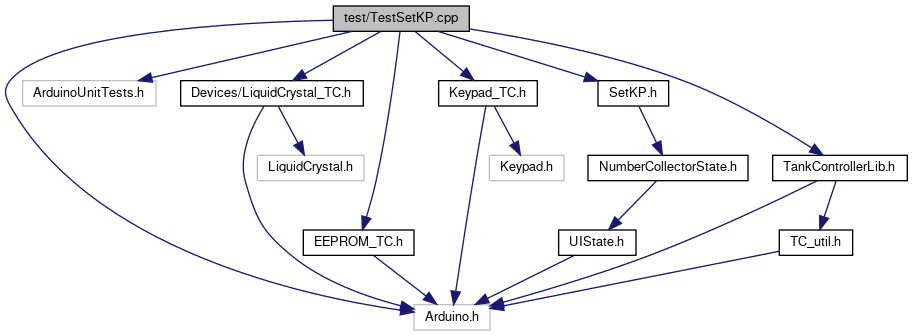 test/TestSetKP.cpp
ArduinoUnitTests.h
Devices/LiquidCrystal_TC.h
Keypad_TC.h
SetKP.h
LiquidCrystal.h
Keypad.h
NumberCollectorState.h
TankControllerLib.h
EEPROM_TC.h
UIState.h
TC_util.h
Arduino.h